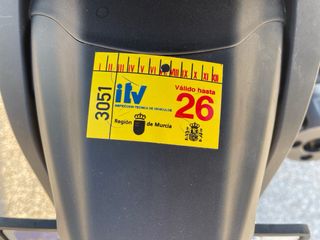 I II III IV V VI VIII IX X XI XII
3051
itv
INSPECCIÓN TÉCNICA DE VEHÍCULOS
Válido hasta
26
Región de Murcia